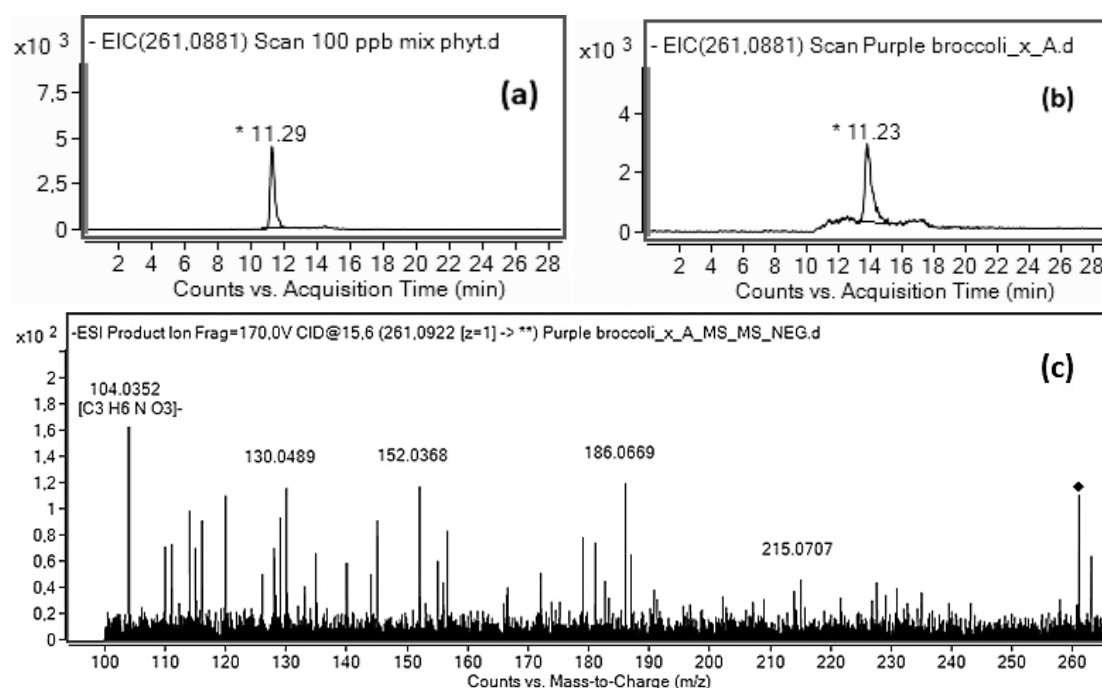 x10 3
- EIC(261,0881) Scan 100 ppb mix phyt.d
(a)
7,5
5
2,5
0
* 11.29
2 4 6 8 10 12 14 16 18 20 22 24 26 28
Counts vs. Acquisition Time (min)
x10 3
- EIC(261,0881) Scan Purple broccoli_x_A.d
(b)
4
2
0
* 11.23
2 4 6 8 10 12 14 16 18 20 22 24 26 28
Counts vs. Acquisition Time (min)
x10 2
-ESI Product Ion Frag=170,0V CID@15,6 (261,0922 [z=1] -> **) Purple broccoli_x_A_MS_MS_NEG.d
(c)
2
1,8
1,6
1,4
1,2
1
0,8
0,6
0,4
0,2
0
104.0352
[C3 H6 N O3]-
130.0489
152.0368
186.0669
215.0707
100 110 120 130 140 150 160 170 180 190 200 210 220 230 240 250 260
Counts vs. Mass-to-Charge (m/z)